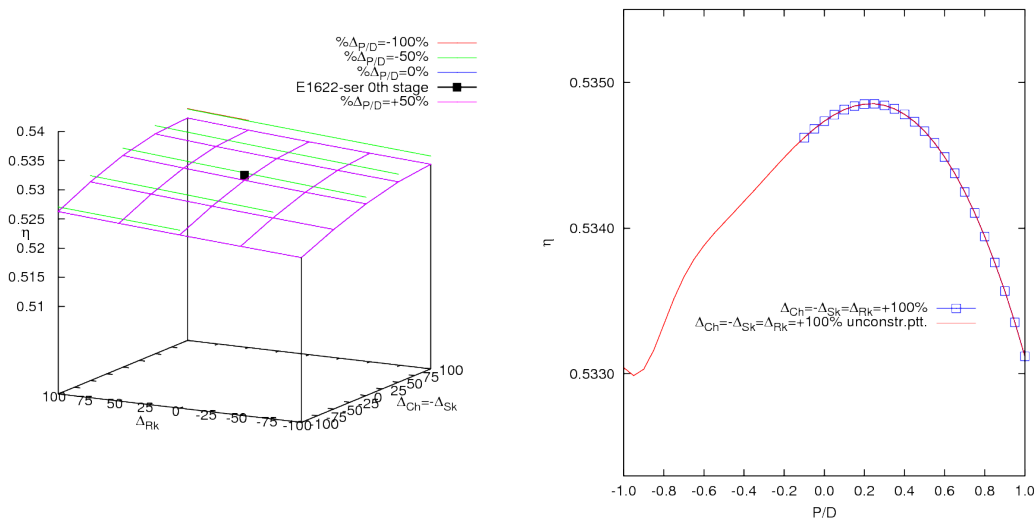 %Δ_P/D=-100%
%Δ_P/D=-50%
%Δ_P/D=0%
E1622-ser 0th stage
%Δ_P/D=+50%
0.54
0.535
0.53
0.525
η
0.52
0.515
0.51
100 75 50 25 0 -25 -50 -75 -100
Δ_Rk
-100 -75 -50 -25 0 25 50 75 100
Δ_Ch=-Δ_Sk
0.5350
0.5340
η
0.5330
Δ_Ch=-Δ_Sk=Δ_Rk=+100%
Δ_Ch=-Δ_Sk=Δ_Rk=+100% unconstr.ptt.
-1.0 -0.8 -0.6 -0.4 -0.2 0.0 0.2 0.4 0.6 0.8 1.0
P/D